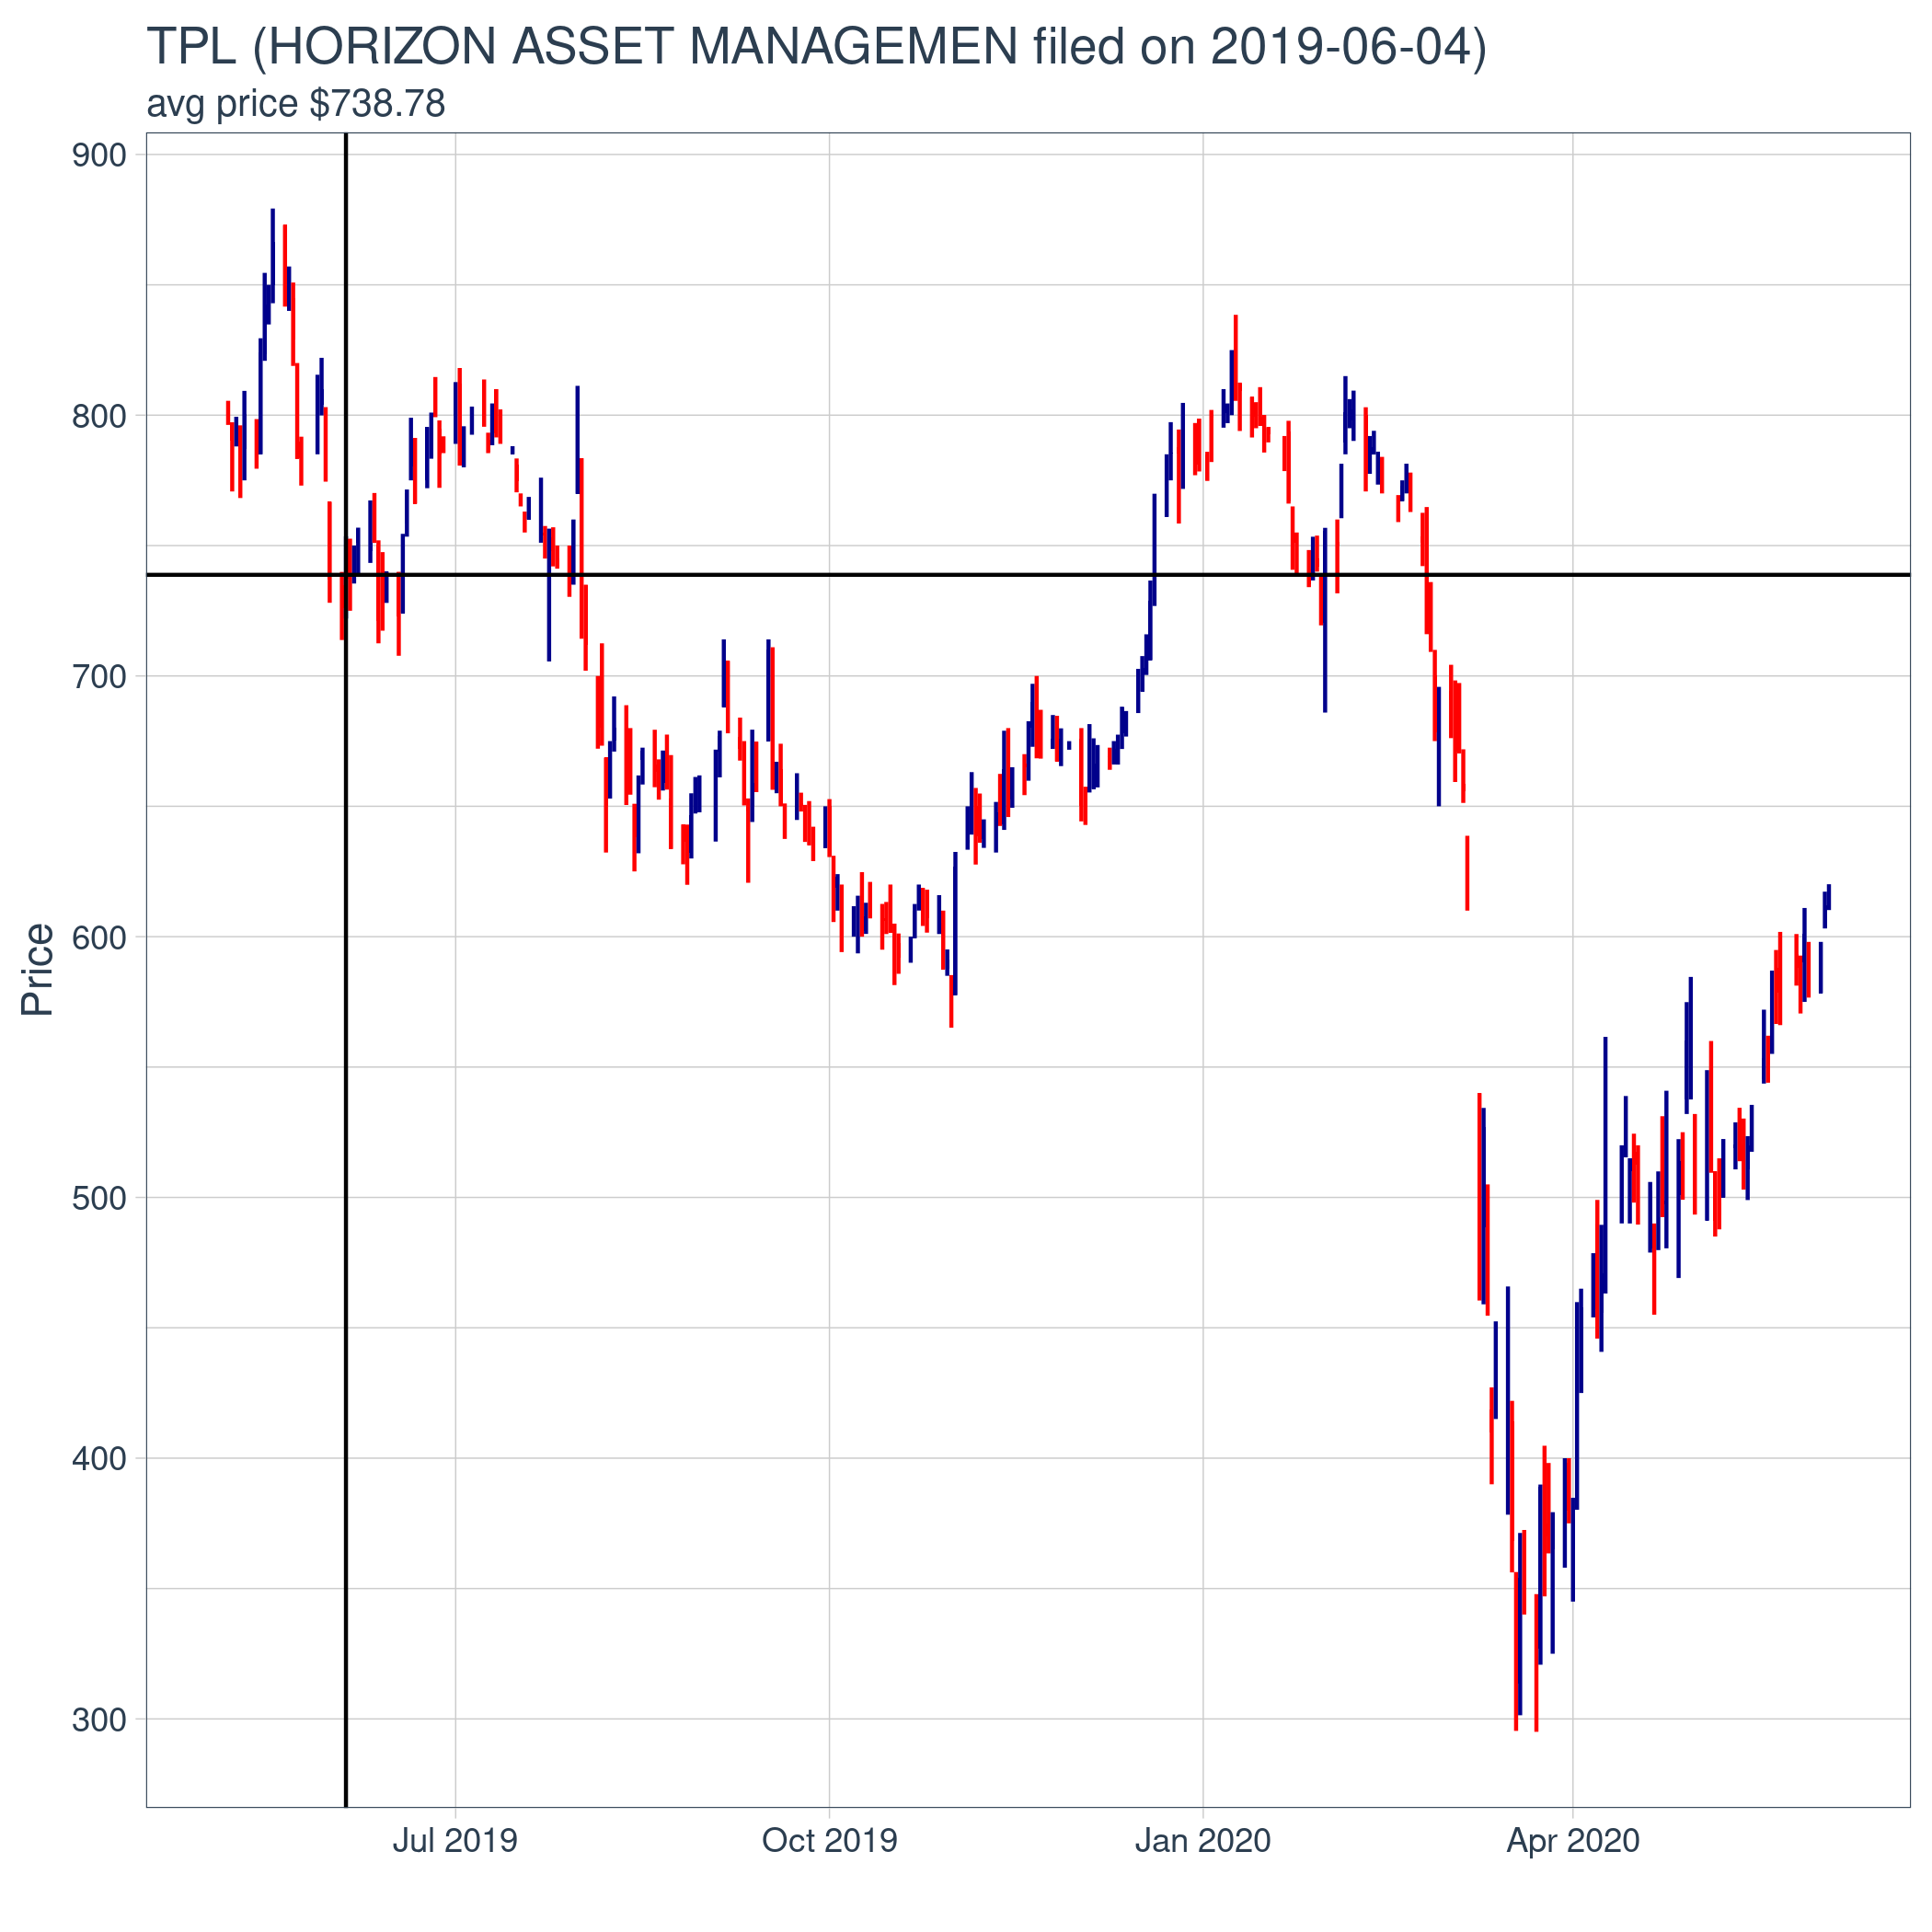 TPL (HORIZON ASSET MANAGEMEN filed on 2019-06-04)
avg price $738.78
900
800
700
600
500
400
300
Price
Jul 2019
Oct 2019
Jan 2020
Apr 2020